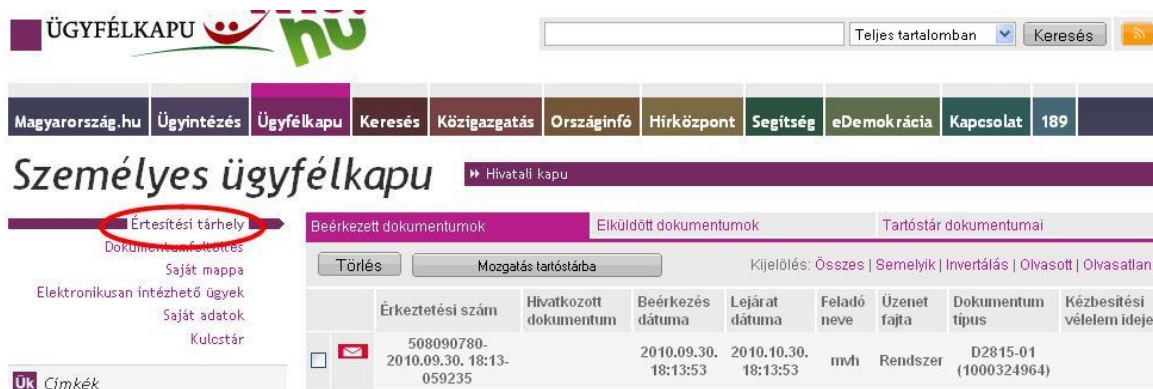 ÜGYFÉLKAPU
hu
Teljes tartalomban Keresés
Magyarország.hu Ügyintézés Ügyfélkapu Keresés Közigazgatás Országinfó Hírközpont Segítség eDemokrácia Kapcsolat 189
Személyes ügyfélkapu
Hivatali kapu
Értesítési tárhely
Dokumentumfeltöltés
Saját mappa
Elektronikusan intézhető ügyek
Saját adatok
Kulcstár
Ük Címkék
Beérkezett dokumentumok Elküldött dokumentumok Tartóstár dokumentumai
Törlés Mozgatás tartóstárba Kijelölés: Összes | Semelyik | Invertálás | Olvasott | Olvasatlan
Érkeztetési szám Hivatkozott dokumentum Beérkezés dátuma Lejárat dátuma Feladó neve Üzenet fajta Dokumentum típus Kézbesítési vélelem ideje
508090780-
2010.09.30. 18:13-
059235
2010.09.30.
18:13:53
2010.10.30.
18:13:53
mvh
Rendszer
D2815-01
(1000324964)